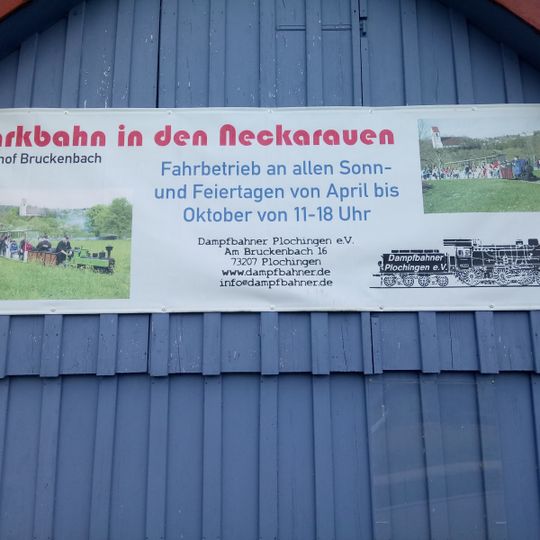 arkbahn in den Neckarauen
hof Bruckenbach
Fahrbetrieb an allen Sonn-
und Feiertagen von April bis
Oktober von 11-18 Uhr
Dampfbahner Plochingen e.V.
Am Bruckenbach 16
73207 Plochingen
www.dampfbahner.de
info@dampfbahner.de
Dampfbahner
Plochingen e.V.